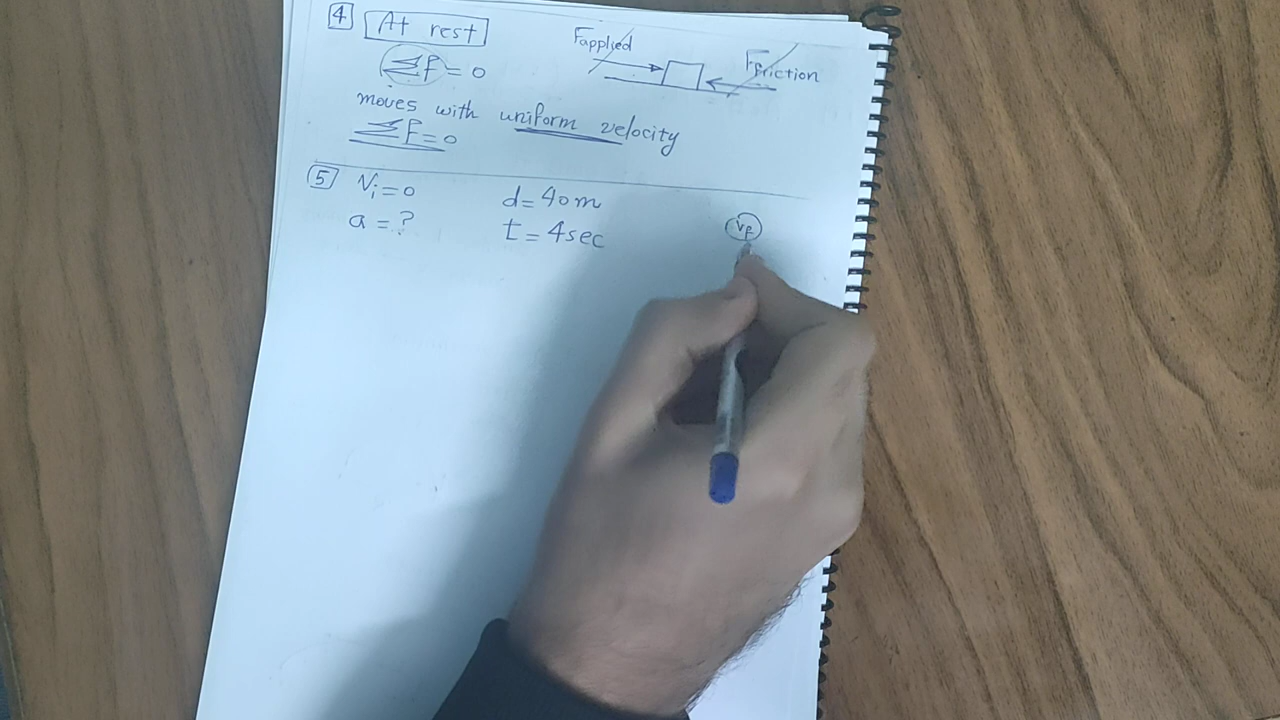 4 At rest
Σf = 0
Fapplied
Ffriction
moves with uniform velocity
Σf = 0
5 Vi = 0
d = 40m
a = ?
t = 4sec
Vf